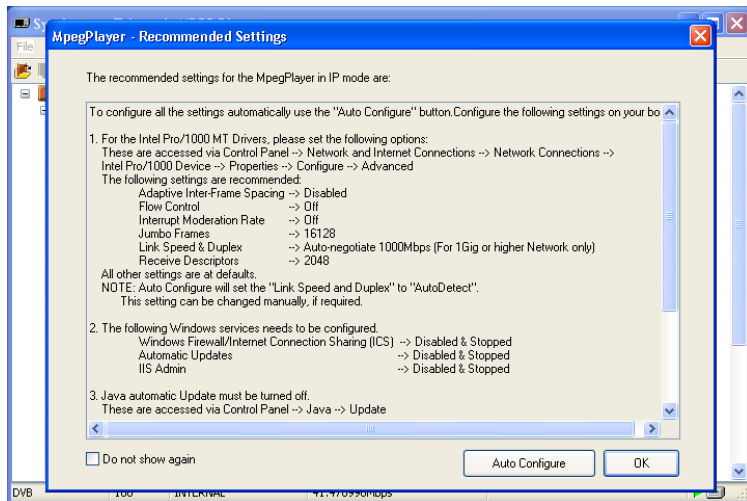 File
MpegPlayer - Recommended Settings
The recommended settings for the MpegPlayer in IP mode are:
To configure all the settings automatically use the "Auto Configure" button.Configure the following settings on your bo
1. For the Intel Pro/1000 MT Drivers, please set the following options:
These are accessed via Control Panel --> Network and Internet Connections --> Network Connections -->
Intel Pro/1000 Device --> Properties --> Configure --> Advanced
The following settings are recommended:
Adaptive Inter-Frame Spacing --> Disabled
Flow Control --> Off
Interrupt Moderation Rate --> Off
Jumbo Frames --> 16128
Link Speed & Duplex --> Auto-negotiate 1000Mbps (For 1Gig or higher Network only)
Receive Descriptors --> 2048
All other settings are at defaults.
NOTE: Auto Configure will set the "Link Speed and Duplex" to "AutoDetect".
This setting can be changed manually, if required.
2. The following Windows services needs to be configured.
Windows Firewall/Internet Connection Sharing (ICS) --> Disabled & Stopped
Automatic Updates --> Disabled & Stopped
IIS Admin --> Disabled & Stopped
3. Java automatic Update must be turned off.
These are accessed via Control Panel --> Java --> Update
Do not show again
Auto Configure
OK
DVB 188 INTERNAL 41.470990Mbps